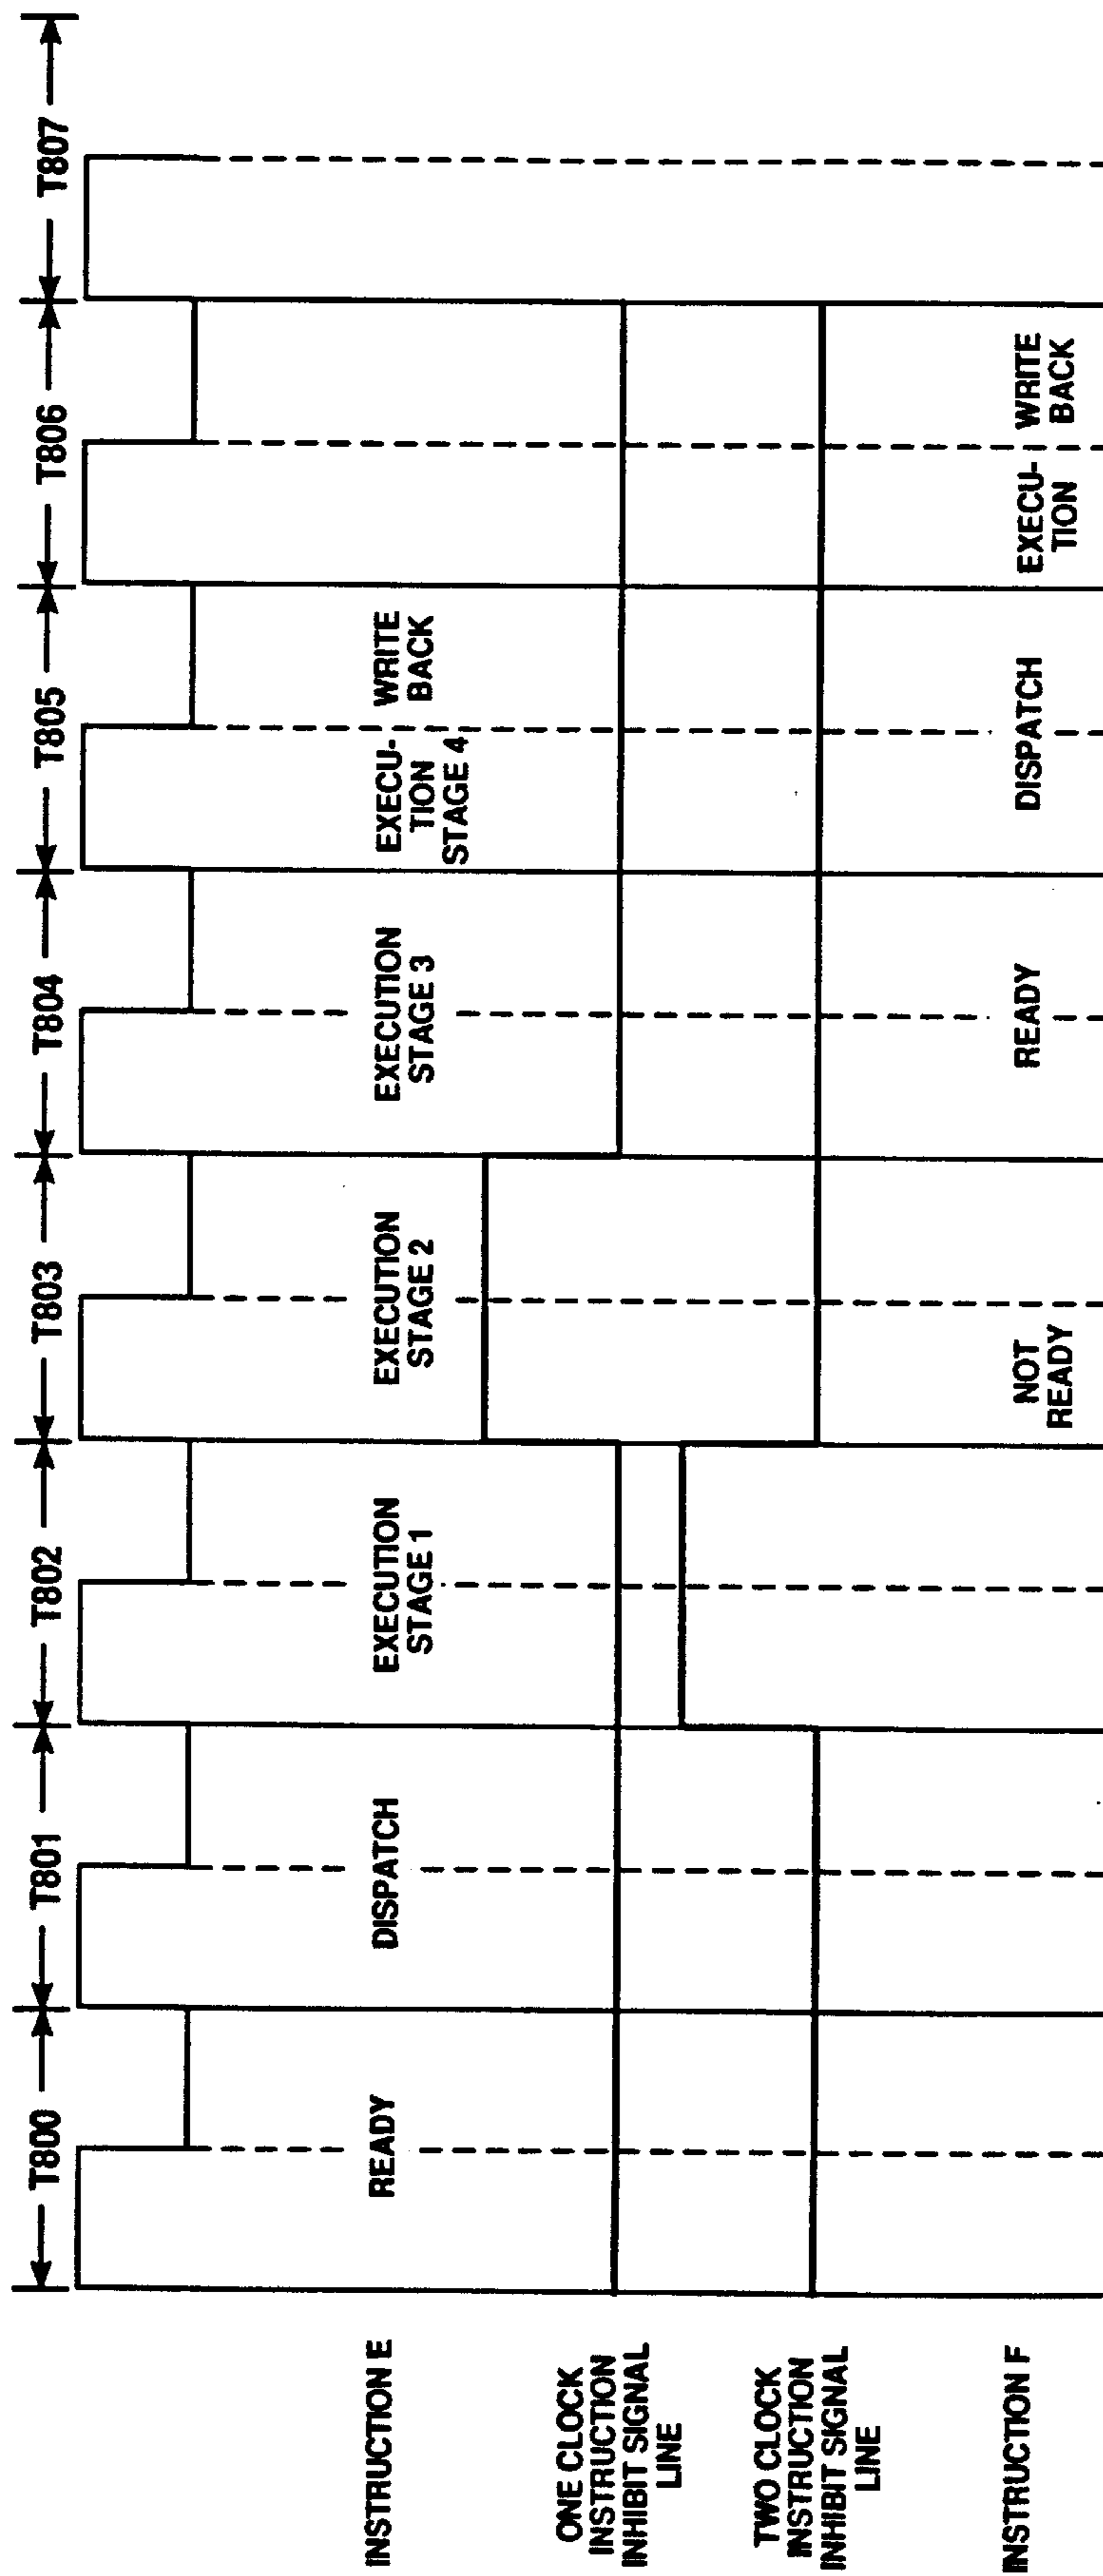 T800
T801
T802
T803
T804
T805
T806
T807
INSTRUCTION E
READY
DISPATCH
EXECUTION
STAGE 1
EXECUTION
STAGE 2
EXECUTION
STAGE 3
EXECU-
TION
STAGE 4
WRITE
BACK
ONE CLOCK
INSTRUCTION
INHIBIT SIGNAL
LINE
TWO CLOCK
INSTRUCTION
INHIBIT SIGNAL
LINE
INSTRUCTION F
NOT
READY
READY
DISPATCH
EXECU-
TION
WRITE
BACK